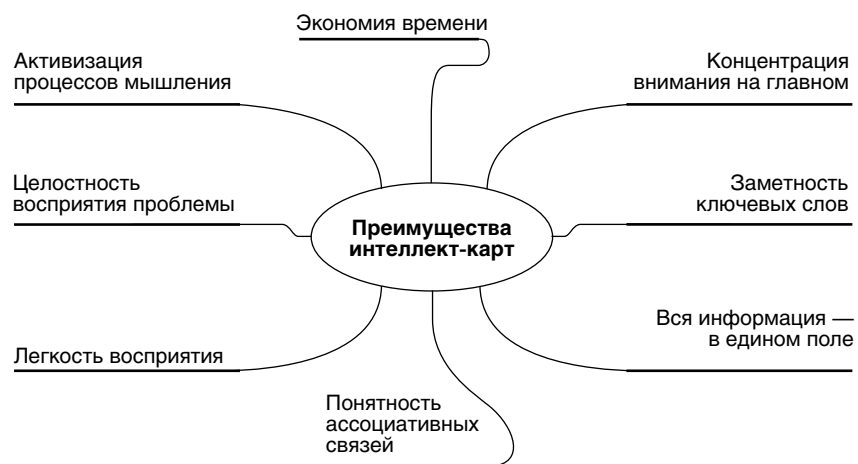 Экономия времени
Активизация
процессов мышления
Концентрация
внимания на главном
Целостность
восприятия проблемы
Преимущества
интеллект-карт
Заметность
ключевых слов
Легкость восприятия
Вся информация —
в едином поле
Понятность
ассоциативных
связей